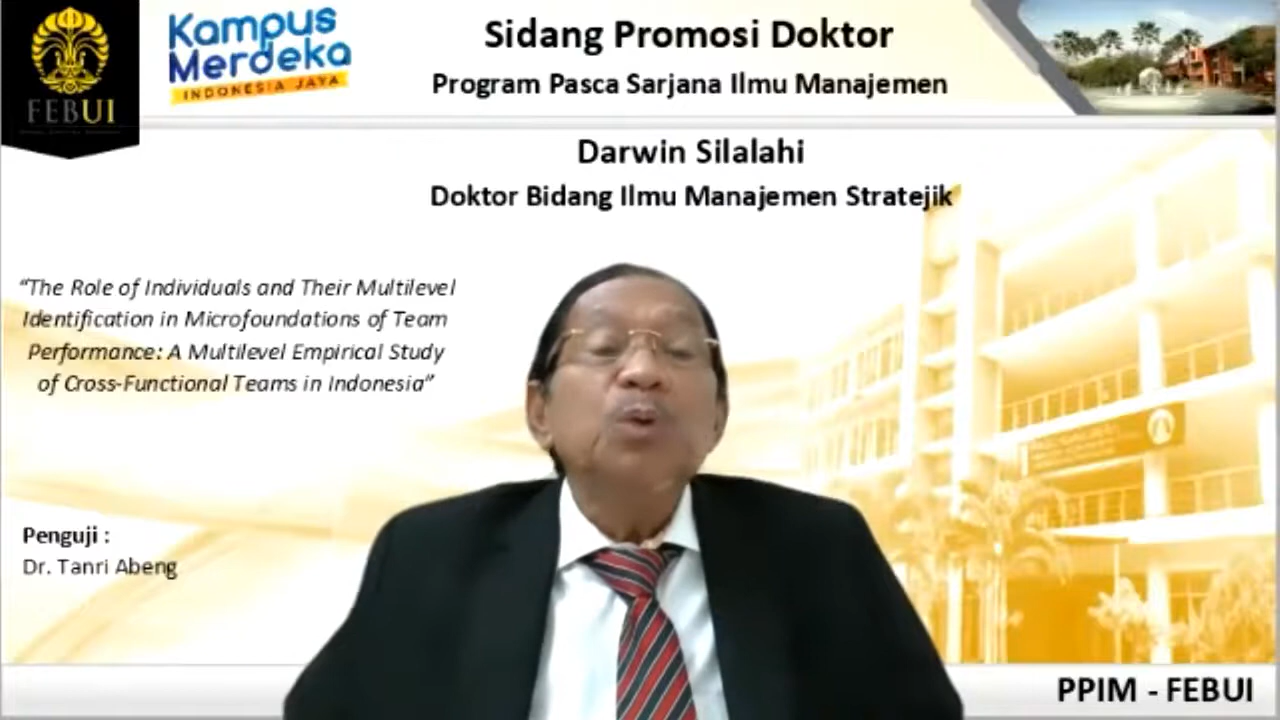 FEBUI
Kampus
Merdeka
INDONESIA JAYA
Sidang Promosi Doktor
Program Pasca Sarjana Ilmu Manajemen
Darwin Silalahi
Doktor Bidang Ilmu Manajemen Stratejik
“The Role of Individuals and Their Multilevel
Identification in Microfoundations of Team
Performance: A Multilevel Empirical Study
of Cross-Functional Teams in Indonesia”
Penguji :
Dr. Tanri Abeng
PPIM - FEBUI